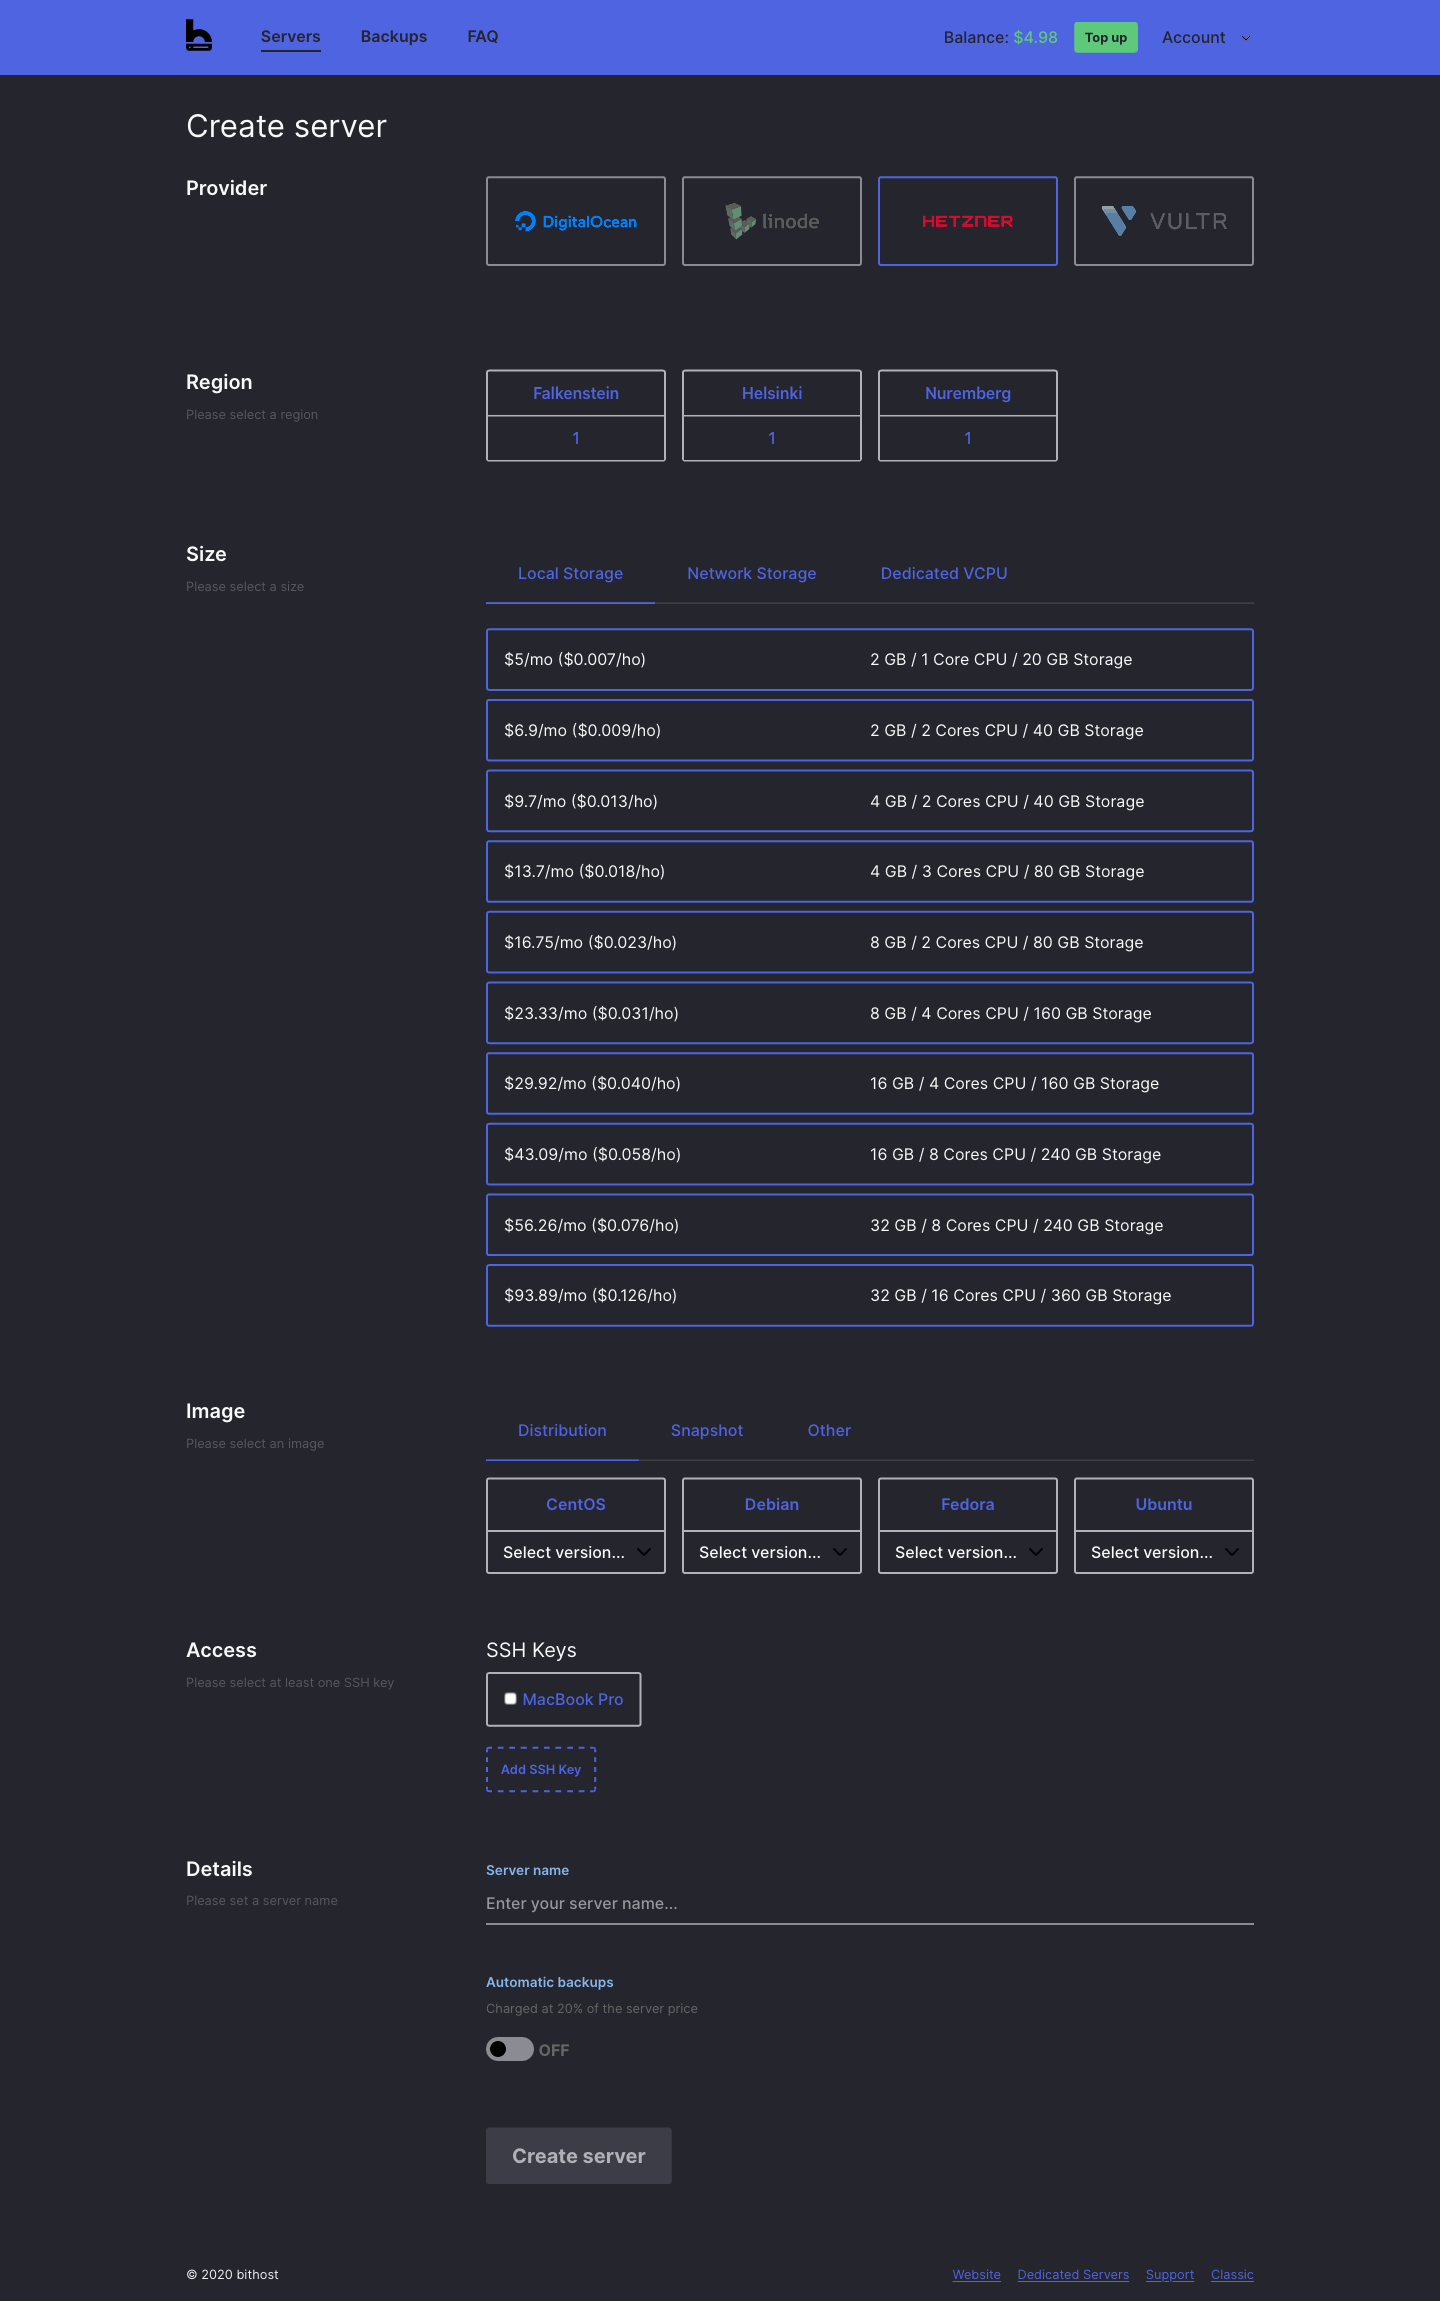 Servers Backups FAQ Balance: $4.98 Top up Account
Create server
Provider
DigitalOcean linode HETZNER VULTR
Region
Please select a region
Falkenstein Helsinki Nuremberg
1 1 1
Size
Please select a size
Local Storage Network Storage Dedicated VCPU
$5/mo ($0.007/ho) 2 GB / 1 Core CPU / 20 GB Storage
$6.9/mo ($0.009/ho) 2 GB / 2 Cores CPU / 40 GB Storage
$9.7/mo ($0.013/ho) 4 GB / 2 Cores CPU / 40 GB Storage
$13.7/mo ($0.018/ho) 4 GB / 3 Cores CPU / 80 GB Storage
$16.75/mo ($0.023/ho) 8 GB / 2 Cores CPU / 80 GB Storage
$23.33/mo ($0.031/ho) 8 GB / 4 Cores CPU / 160 GB Storage
$29.92/mo ($0.040/ho) 16 GB / 4 Cores CPU / 160 GB Storage
$43.09/mo ($0.058/ho) 16 GB / 8 Cores CPU / 240 GB Storage
$56.26/mo ($0.076/ho) 32 GB / 8 Cores CPU / 240 GB Storage
$93.89/mo ($0.126/ho) 32 GB / 16 Cores CPU / 360 GB Storage
Image
Please select an image
Distribution Snapshot Other
CentOS Debian Fedora Ubuntu
Select version... Select version... Select version... Select version...
Access
Please select at least one SSH key
SSH Keys
MacBook Pro
Add SSH Key
Details
Please set a server name
Server name
Enter your server name...
Automatic backups
Charged at 20% of the server price
OFF
Create server
© 2020 bithost Website Dedicated Servers Support Classic